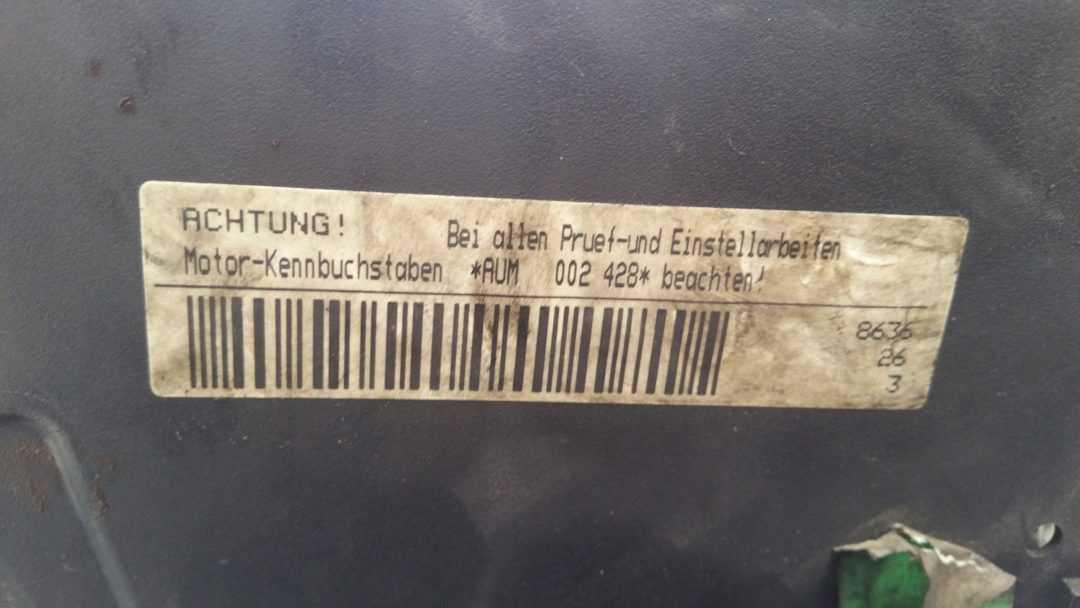 ACHTUNG! Bei allen Pruef-und Einstellarbeiten
Motor-Kennbuchstaben *AUM 002 428* beachten!
8636
26
3